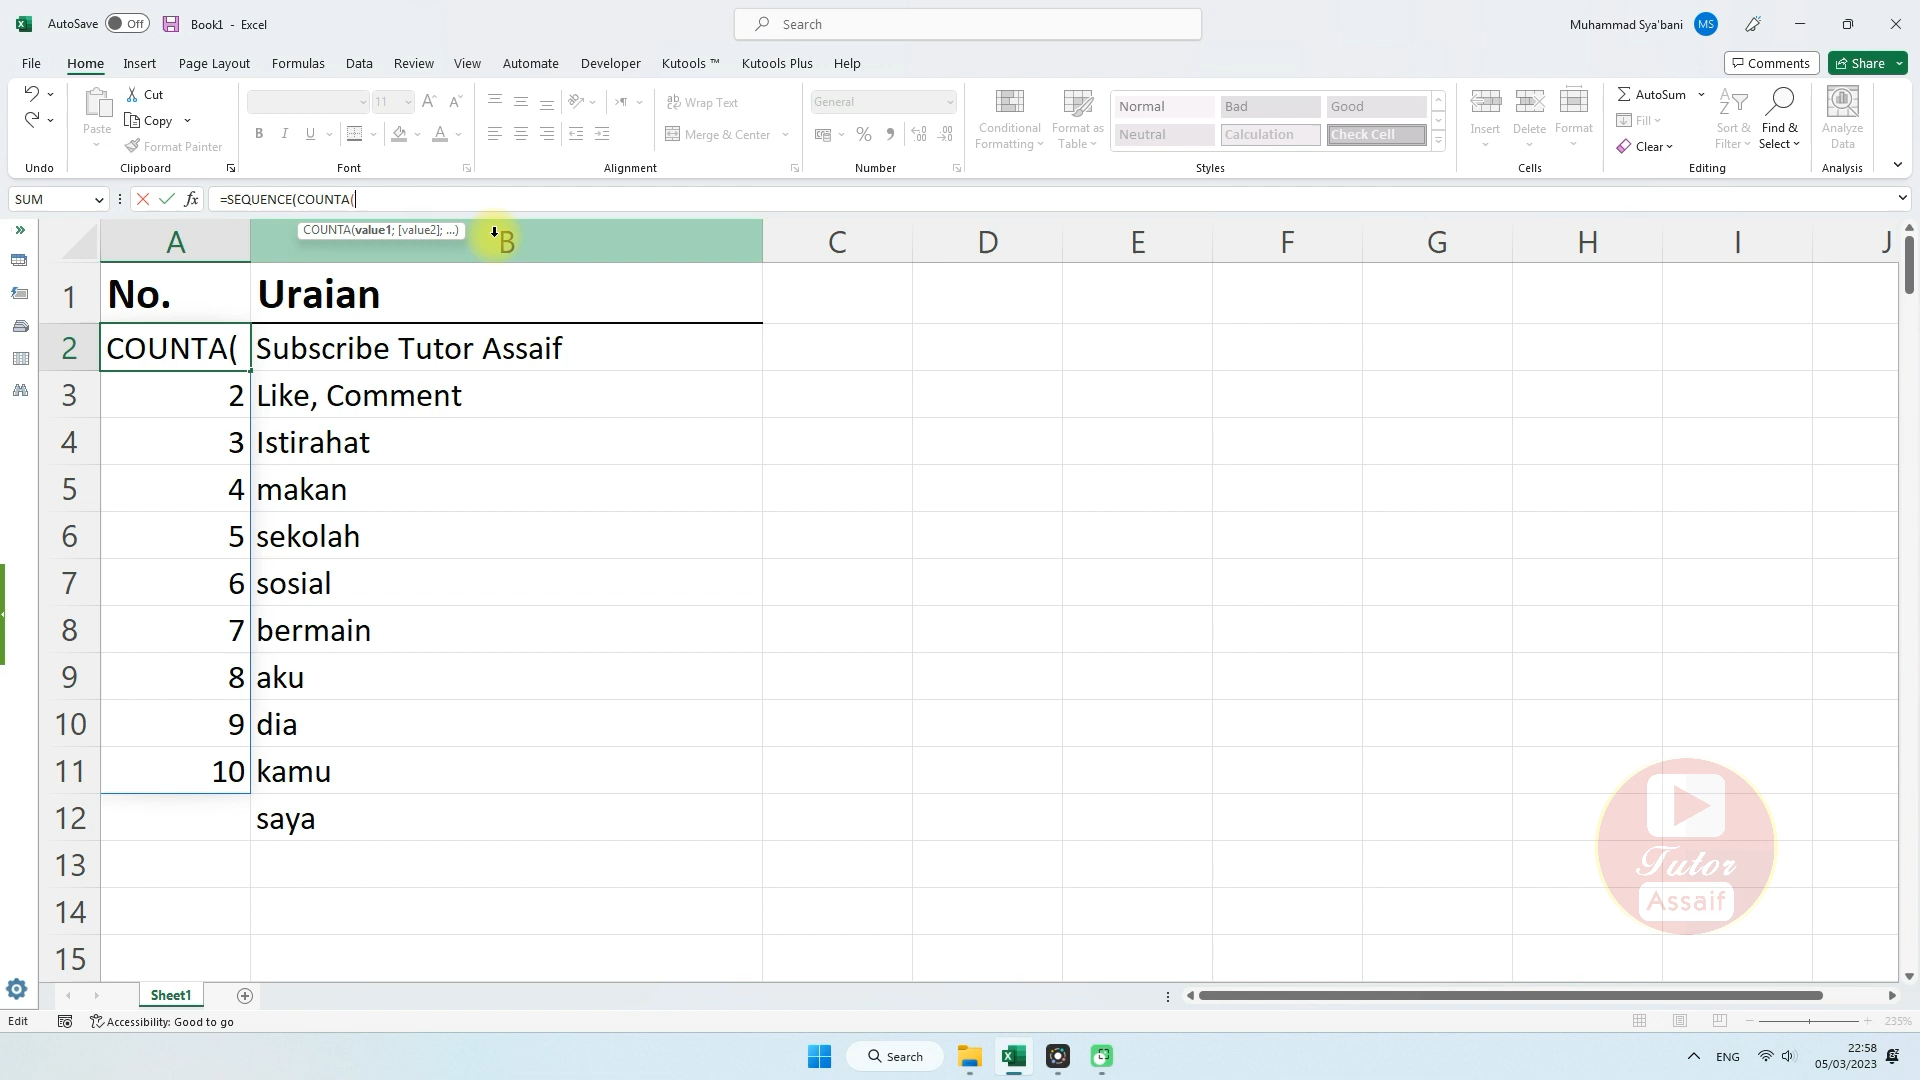 AutoSave Off Book1 - Excel Search Muhammad Sya'bani MS
File Home Insert Page Layout Formulas Data Review View Automate Developer Kutools ™ Kutools Plus Help Comments Share
Undo
Paste Cut
Copy
Format Painter
Clipboard
11
B I U A
Font
Wrap Text
Merge & Center
Alignment
General
%
Number
Conditional Formatting
Format as Table
Normal Bad Good
Neutral Calculation Check Cell
Styles
Insert Delete Format
Cells
AutoSum
Fill
Clear
Sort & Filter
Find & Select
Editing
Analyze Data
Analysis
SUM fx =SEQUENCE(COUNTA(
COUNTA(value1; [value2]; ...)
A B C D E F G H I J
1 No. Uraian
2 COUNTA( Subscribe Tutor Assaif
3 2 Like, Comment
4 3 Istirahat
5 4 makan
6 5 sekolah
7 6 sosial
8 7 bermain
9 8 aku
10 9 dia
11 10 kamu
12 saya
13
14
15
Tutor
Assaif
Sheet1
Edit Accessibility: Good to go 235%
Search ENG 22:58
05/03/2023